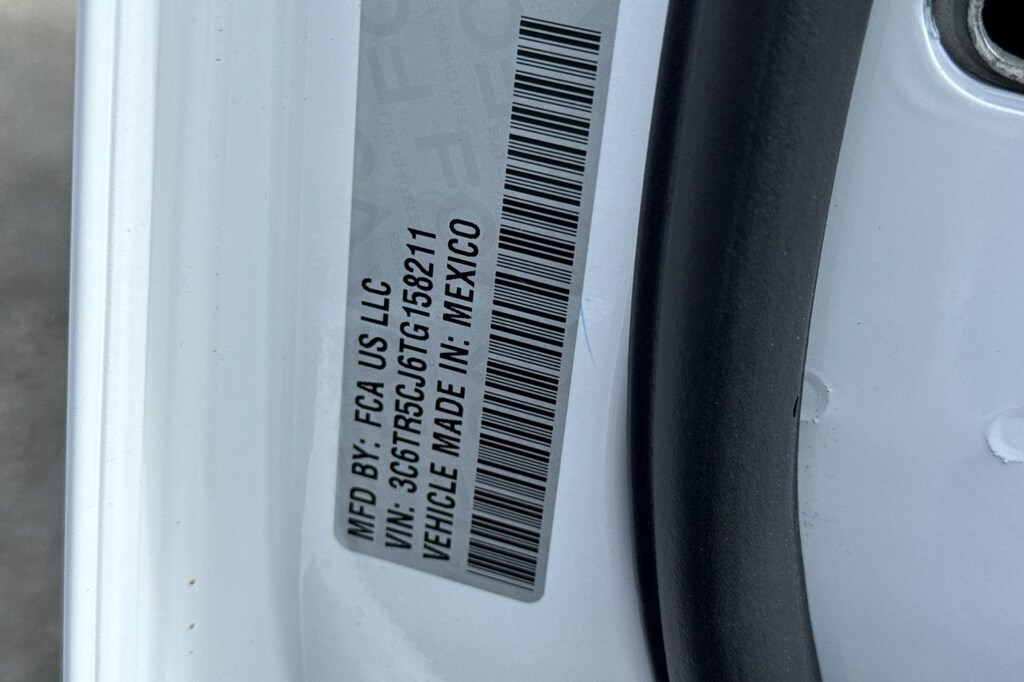 MFD BY: FCA US LLC
VIN: 3C6TR5CJ6TG158211
VEHICLE MADE IN: MEXICO